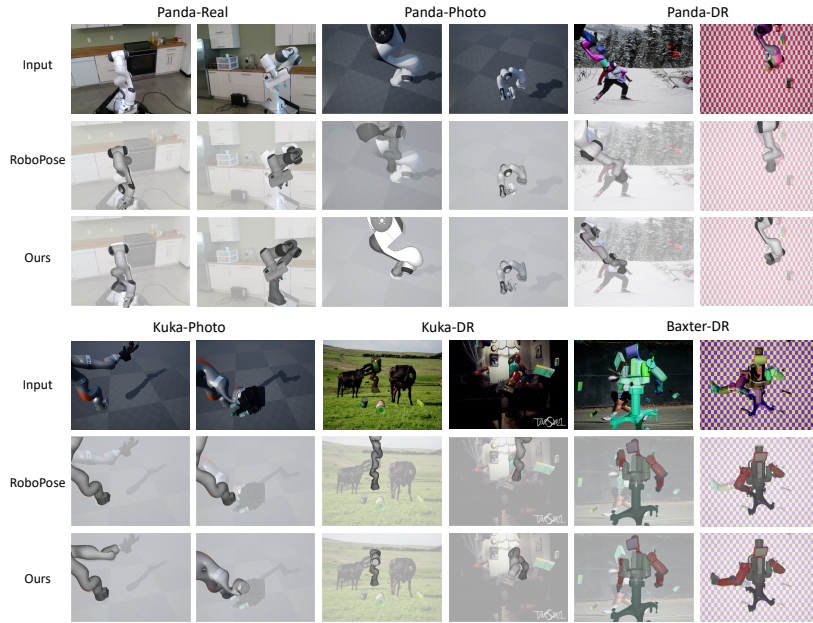 Panda-Real Panda-Photo Panda-DR
Input
RoboPose
Ours
Kuka-Photo Kuka-DR Baxter-DR
Input
RoboPose
Ours